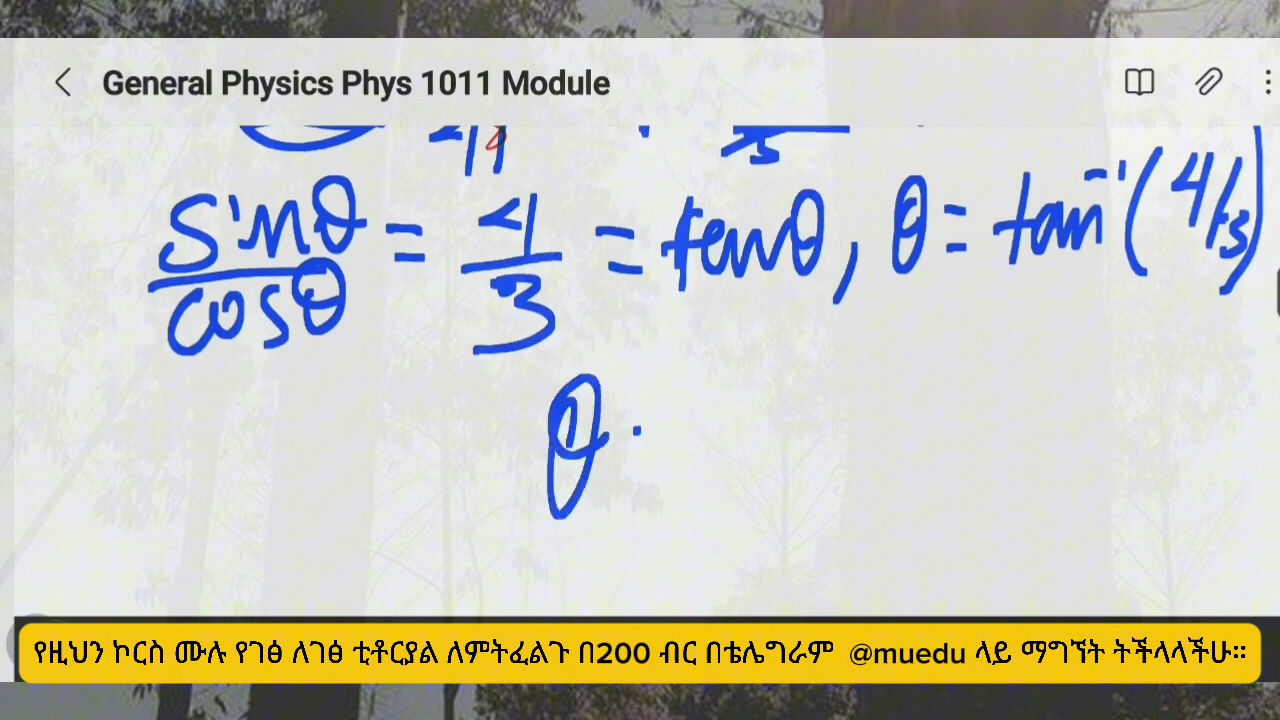 General Physics Phys 1011 Module
sinθ/cosθ = 4/3 = tanθ, θ = tan⁻¹(4/3)
θ
የዚህን ኮርስ ሙሉ የገፅ ለገፅ ቲቶርያል ለምትፈልጉ በ200 ብር በቴሌግራም @muedu ላይ ማግኘት ትችላላችሁ።